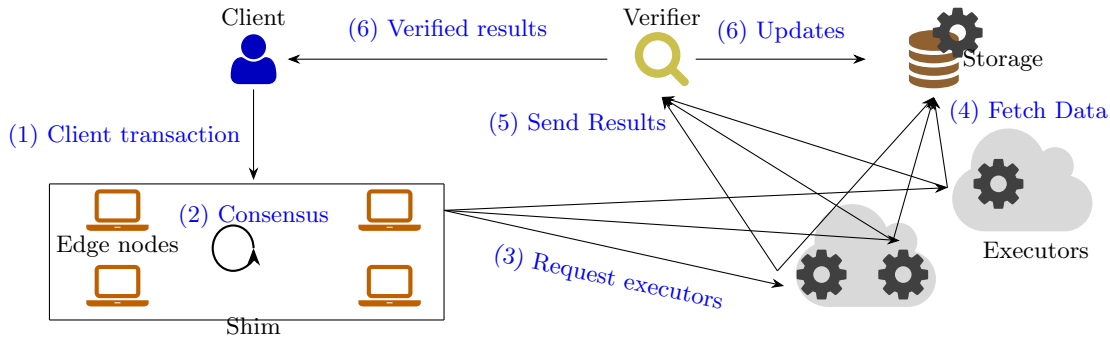 Client
(6) Verified results
Verifier
(6) Updates
Storage
(1) Client transaction
(5) Send Results
(4) Fetch Data
(2) Consensus
Edge nodes
(3) Request executors
Executors
Shim